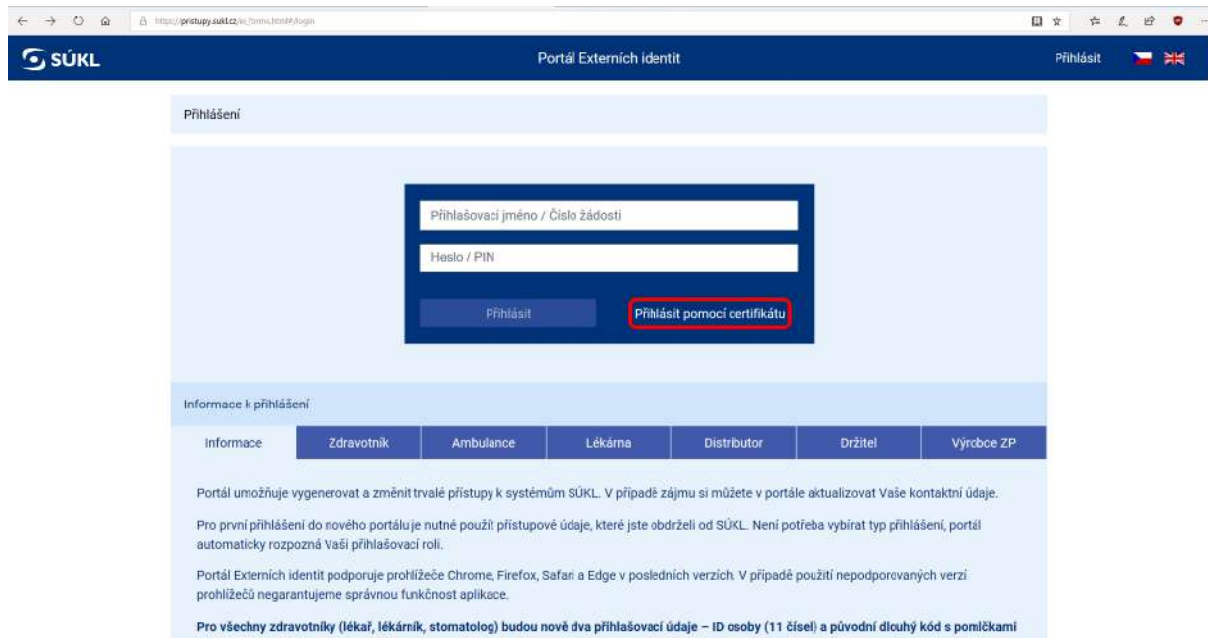 https://pristupy.sukl.cz/ei_forms.html#/login
SÚKL
Portál Externích identit
Přihlásit
Přihlášení
Přihlašovací jméno / Číslo žádosti
Heslo / PIN
Přihlásit
Přihlásit pomocí certifikátu
Informace k přihlášení
Informace
Zdravotník
Ambulance
Lékárna
Distributor
Držitel
Výrobce ZP
Portál umožňuje vygenerovat a změnit trvalé přístupy k systémům SÚKL. V případě zájmu si můžete v portále aktualizovat Vaše kontaktní údaje.
Pro první přihlášení do nového portálu je nutné použít přístupové údaje, které jste obdrželi od SÚKL. Není potřeba vybírat typ přihlášení, portál
automaticky rozpozná Vaši přihlašovací roli.
Portál Externích identit podporuje prohlížeče Chrome, Firefox, Safari a Edge v posledních verzích. V případě použití nepodporovaných verzí
prohlížečů negarantujeme správnou funkčnost aplikace.
Pro všechny zdravotníky (lékař, lékárník, stomatolog) budou nově dva přihlašovací údaje – ID osoby (11 čísel) a původní dlouhý kód s pomlčkami